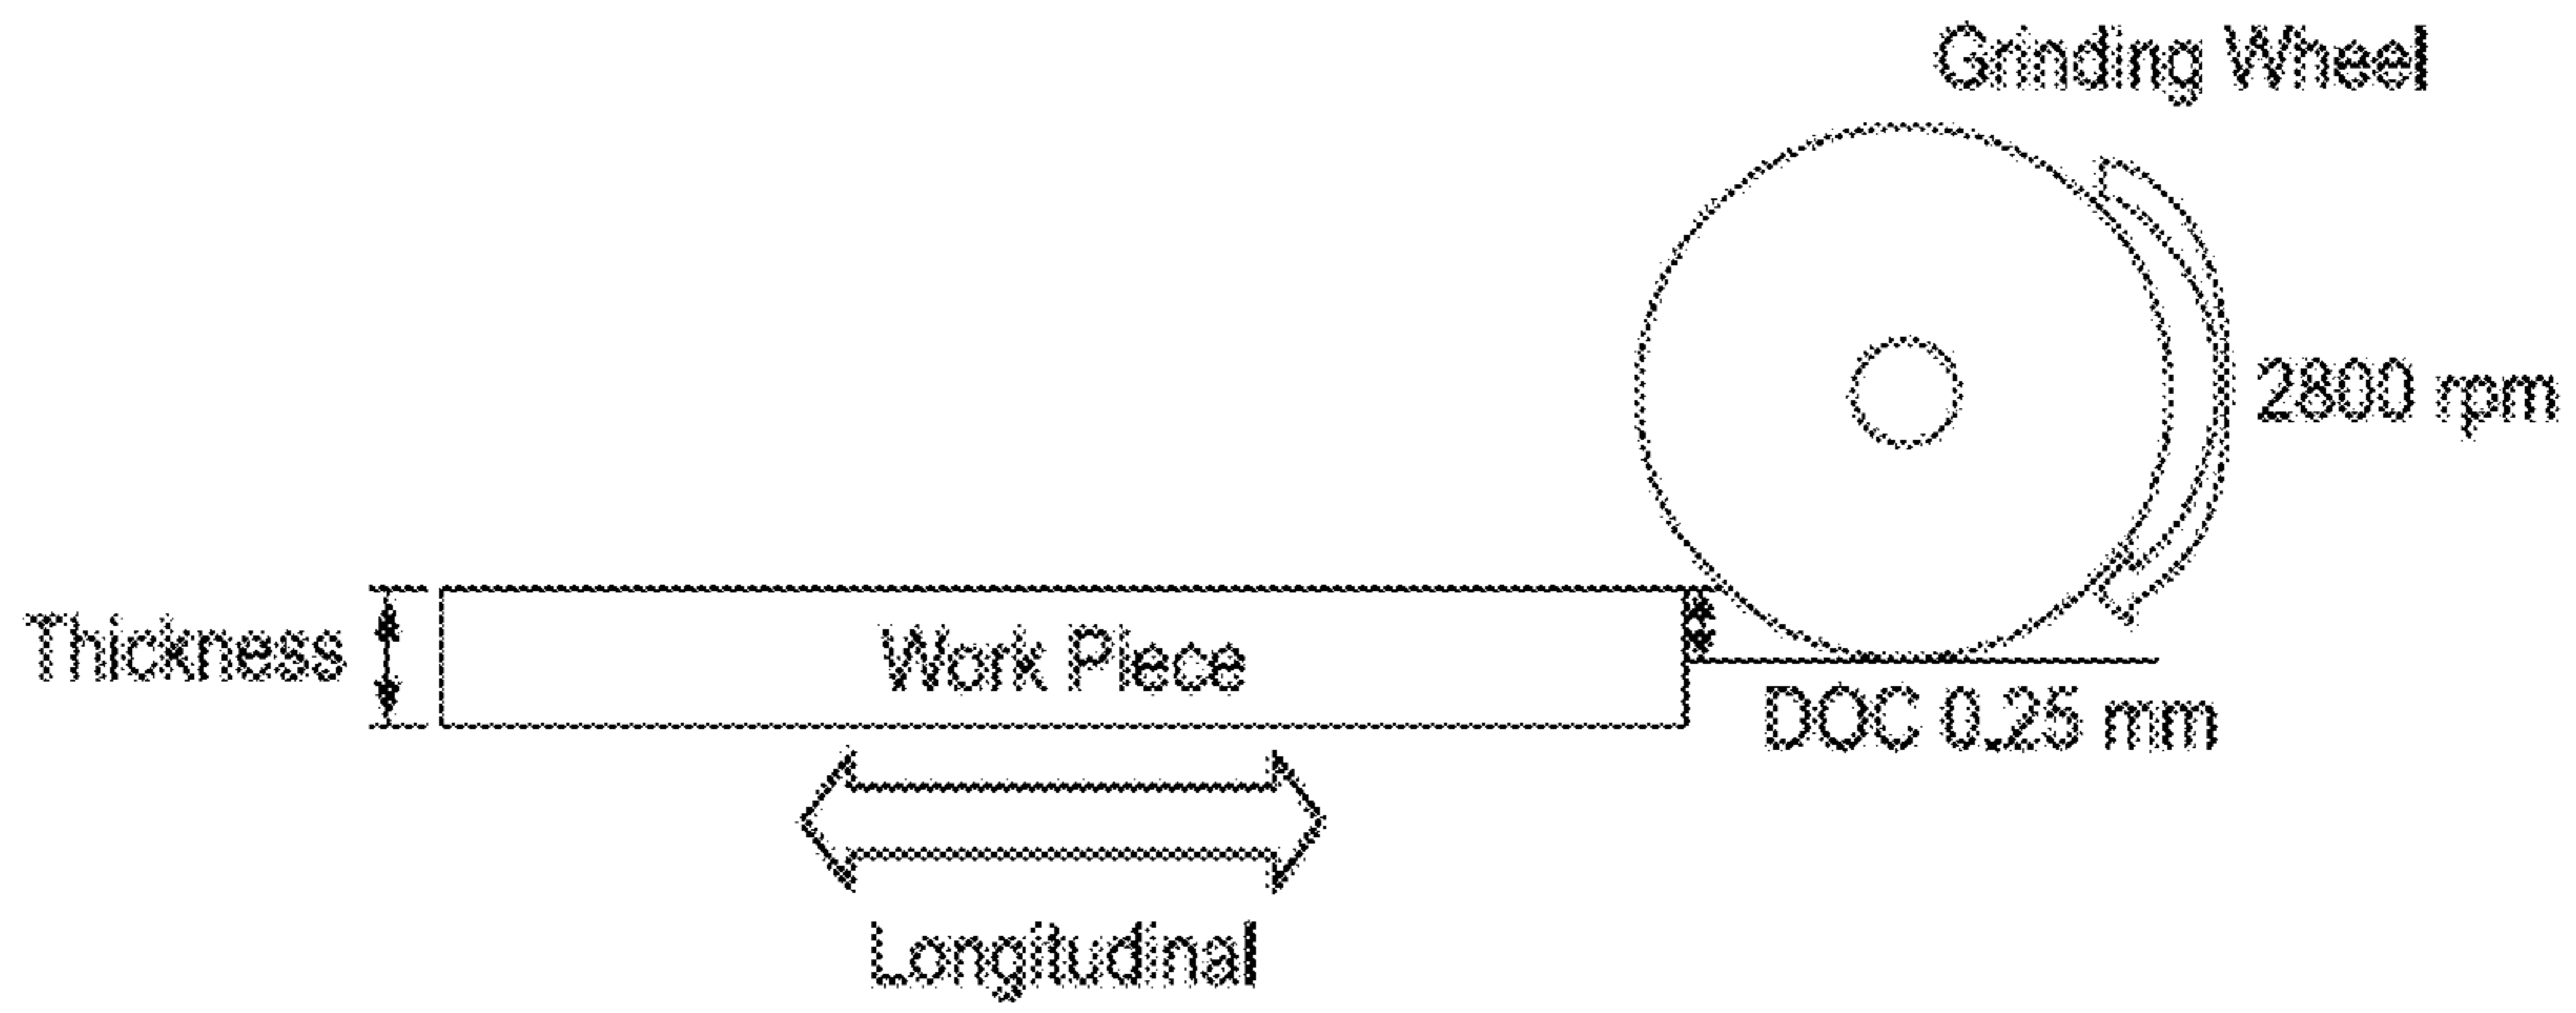 Grinding Wheel
2800 rpm
Thickness
Work Piece
DOC 0.25 mm
Longitudinal